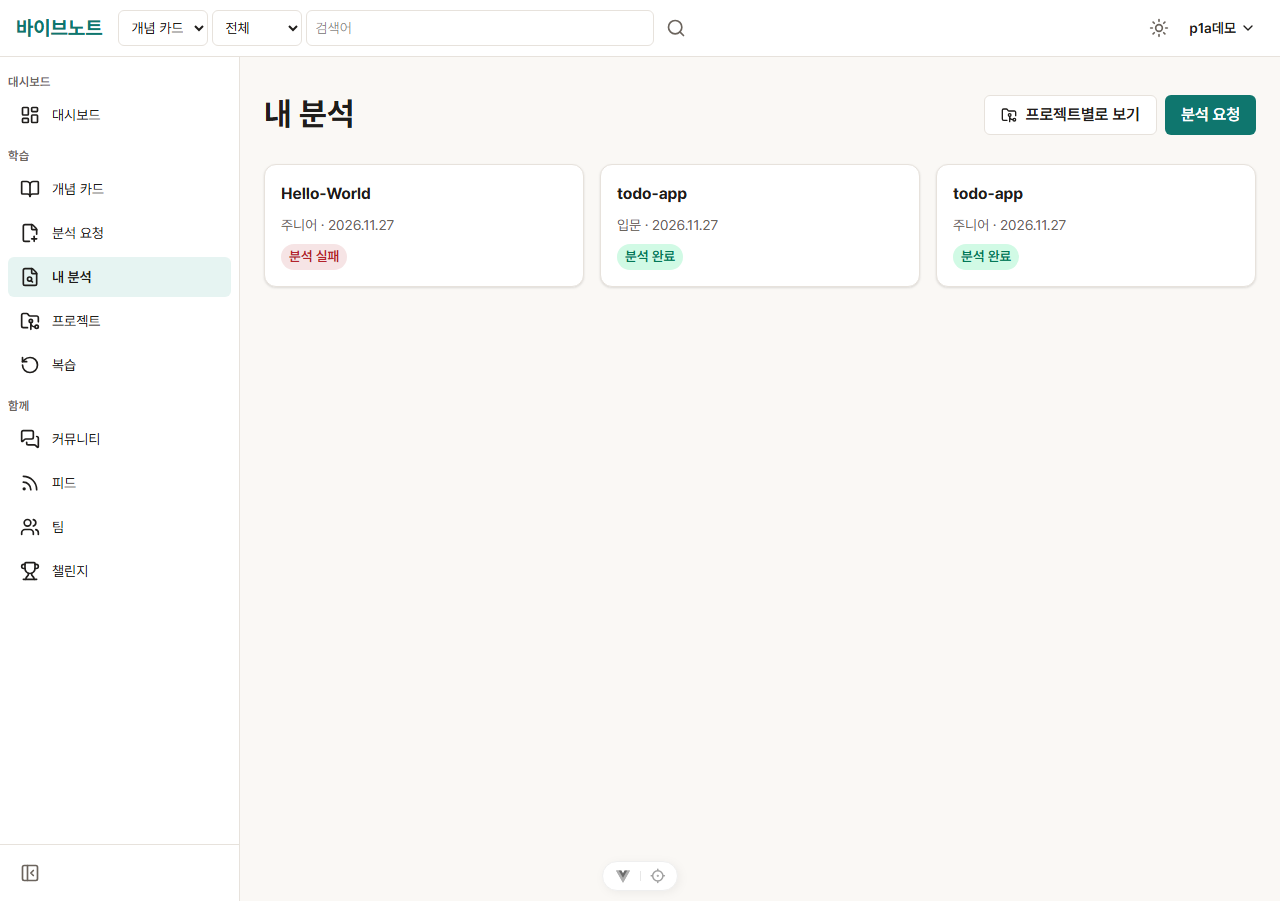 바이브노트
개념 카드
전체
검색어
p1a데모
대시보드
대시보드
학습
개념 카드
분석 요청
내 분석
프로젝트
복습
함께
커뮤니티
피드
팀
챌린지
내 분석
프로젝트별로 보기
분석 요청
Hello-World
주니어 · 2026.11.27
분석 실패
todo-app
입문 · 2026.11.27
분석 완료
todo-app
주니어 · 2026.11.27
분석 완료